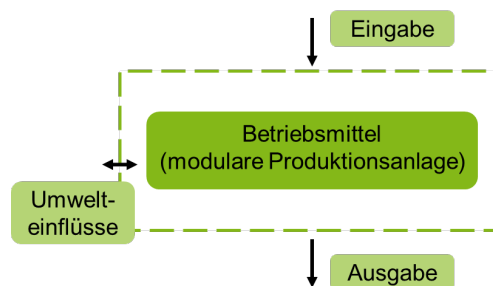 Eingabe
Betriebsmittel
(modulare Produktionsanlage)
Umwelt-
einflüsse
Ausgabe